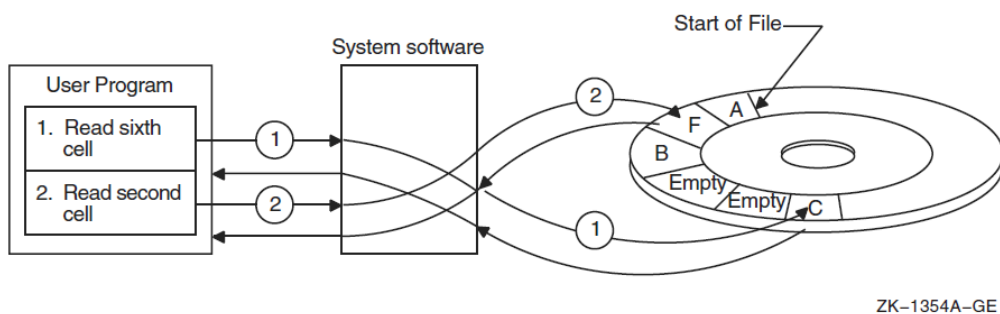 Start of File
System software
User Program
1. Read sixth
cell
2. Read second
cell
1
2
2
1
A
F
B
Empty
Empty
C
ZK–1354A–GE